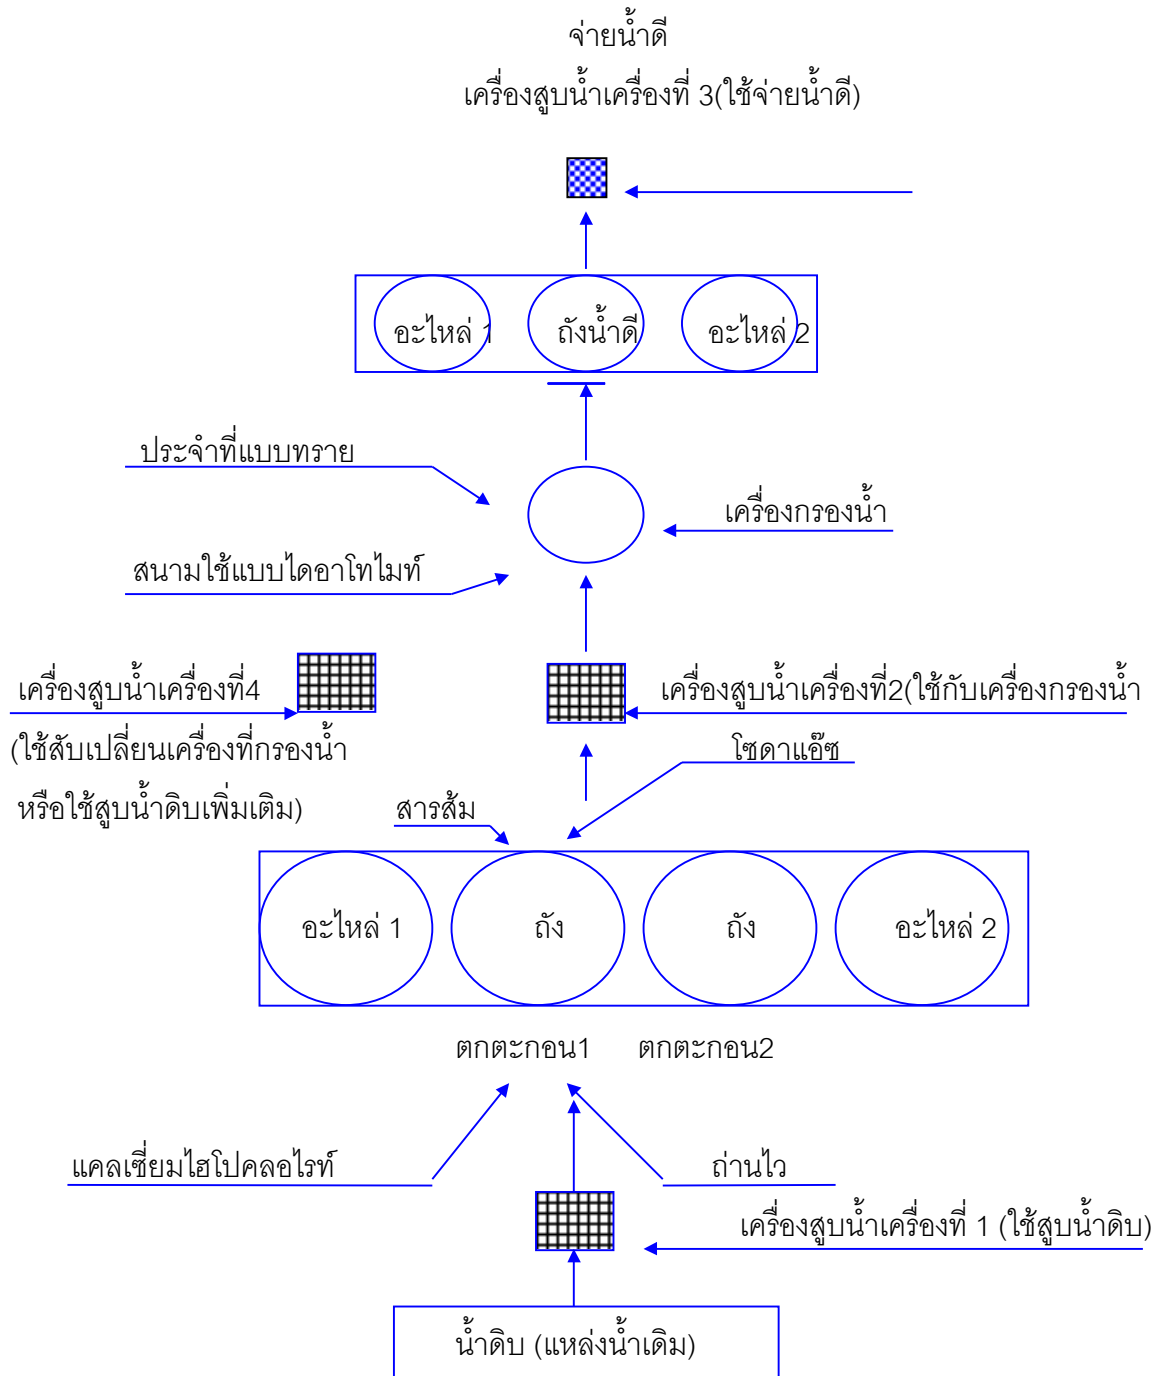 จ่ายน้ำดี
เครื่องสูบน้ำเครื่องที่ 3(ใช้จ่ายน้ำดี)
อะไหล่ 1
ถังน้ำดี
อะไหล่ 2
ประจำที่แบบทราย
เครื่องกรองน้ำ
สนามใช้แบบไดอาโทไมท์
เครื่องสูบน้ำเครื่องที่4
(ใช้สับเปลี่ยนเครื่องที่กรองน้ำ
หรือใช้สูบน้ำดิบเพิ่มเติม)
เครื่องสูบน้ำเครื่องที่2(ใช้กับเครื่องกรองน้ำ
โซดาแอ๊ซ
สารส้ม
อะไหล่ 1
ถัง
ถัง
อะไหล่ 2
ตกตะกอน1
ตกตะกอน2
แคลเซี่ยมไฮโปคลอไรท์
ถ่านไว
เครื่องสูบน้ำเครื่องที่ 1 (ใช้สูบน้ำดิบ)
น้ำดิบ (แหล่งน้ำเดิม)